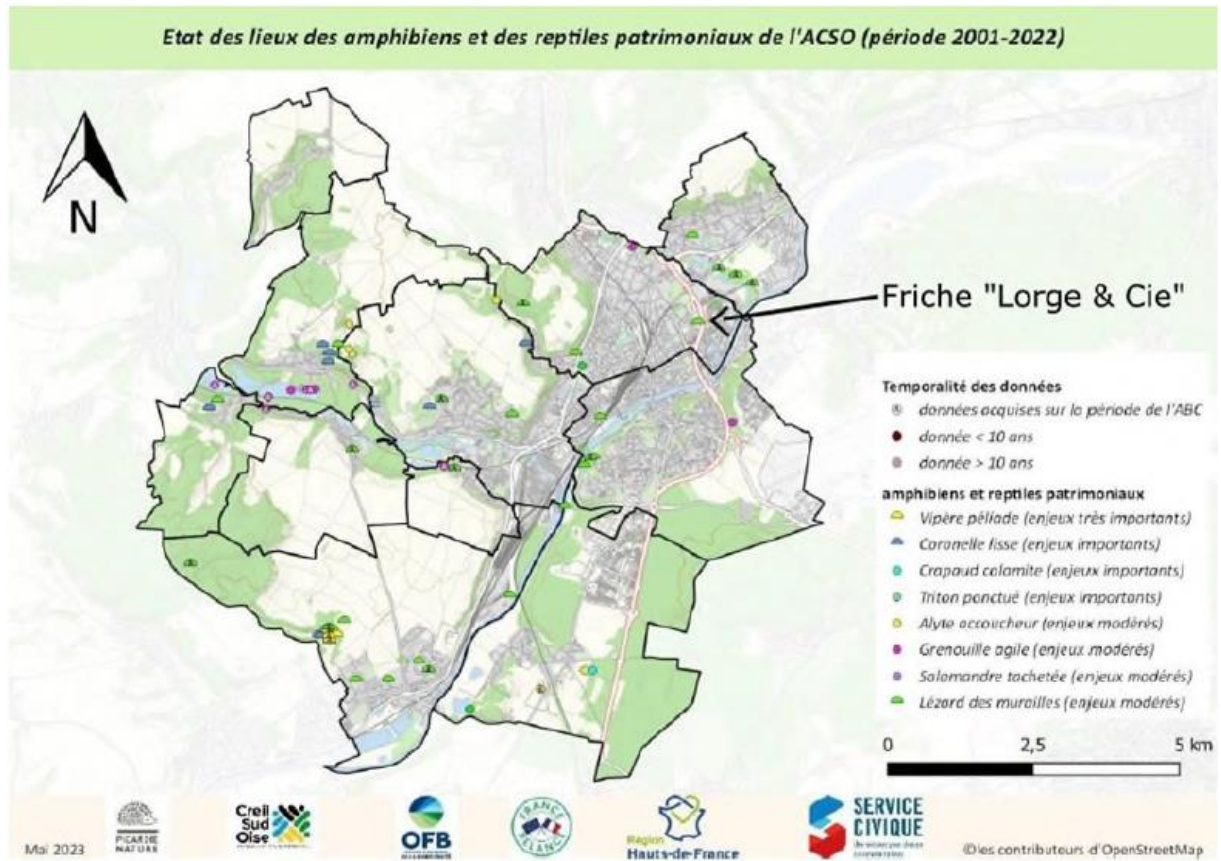 Etat des lieux des amphibiens et des reptiles patrimoniaux de l'ACSO (période 2001-2022)
N
Friche "Lorge & Cie"
Temporalité des données
données acquises sur la période de l'ABC
donnée < 10 ans
donnée > 10 ans
amphibiens et reptiles patrimoniaux
Vipère péliade (enjeux très importants)
Coronelle lisse (enjeux importants)
Crapaud calamite (enjeux importants)
Triton ponctué (enjeux importants)
Alyte accoucheur (enjeux modérés)
Grenouille agile (enjeux modérés)
Salamandre tachetée (enjeux modérés)
Lézard des murailles (enjeux modérés)
0 2,5 5 km
Mai 2023
PICARDIE
NATURE
Creil
Sud
Oise
OFB
FRANCE
RELANCE
Région
Hauts-de-France
SERVICE
CIVIQUE
©les contributeurs d'OpenStreetMap